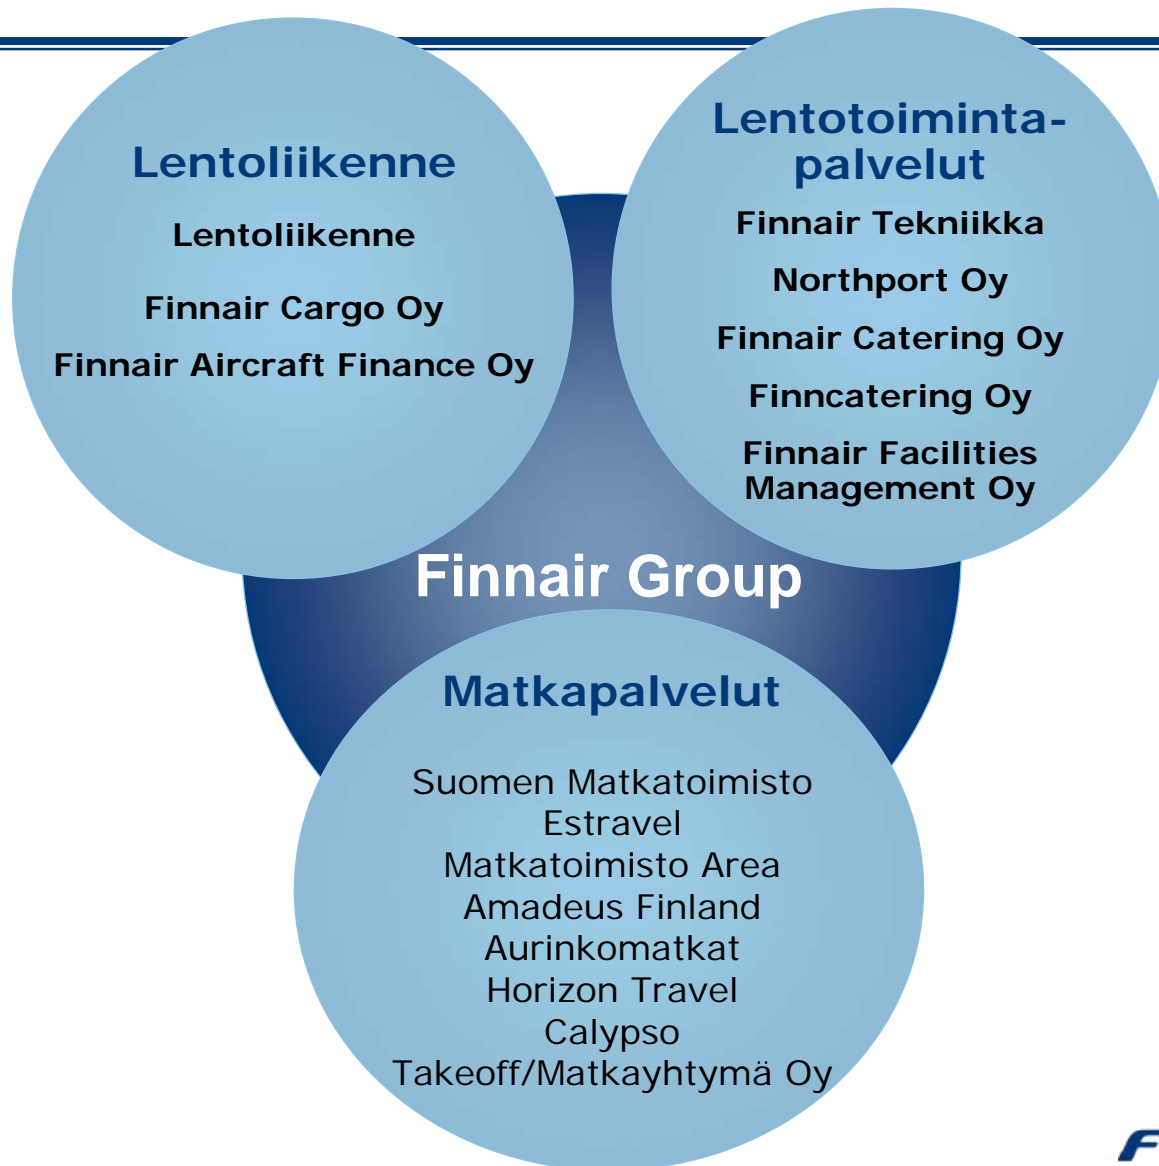 Lentoliikenne
Lentoliikenne
Finnair Cargo Oy
Finnair Aircraft Finance Oy
Lentotoiminta-
palvelut
Finnair Tekniikka
Northport Oy
Finnair Catering Oy
Finncatering Oy
Finnair Facilities
Management Oy
Finnair Group
Matkapalvelut
Suomen Matkatoimisto
Estravel
Matkatoimisto Area
Amadeus Finland
Aurinkomatkat
Horizon Travel
Calypso
Takeoff/Matkayhtymä Oy
F